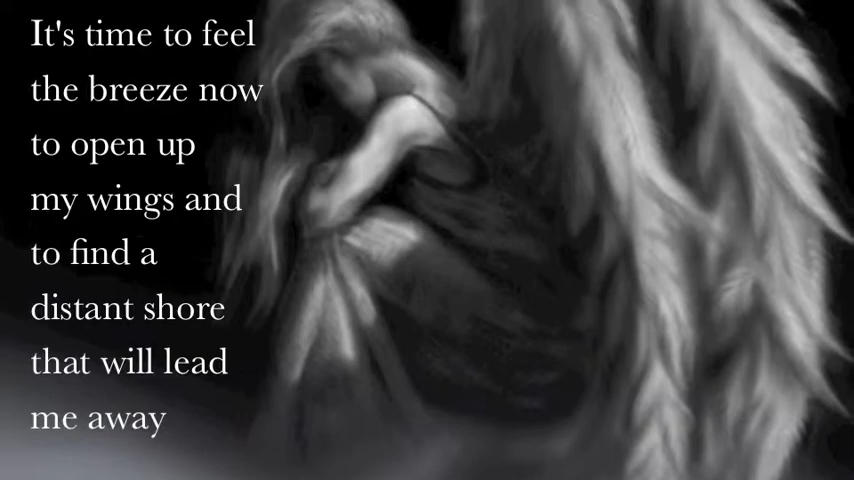 It's time to feel
the breeze now
to open up
my wings and
to find a
distant shore
that will lead
me away